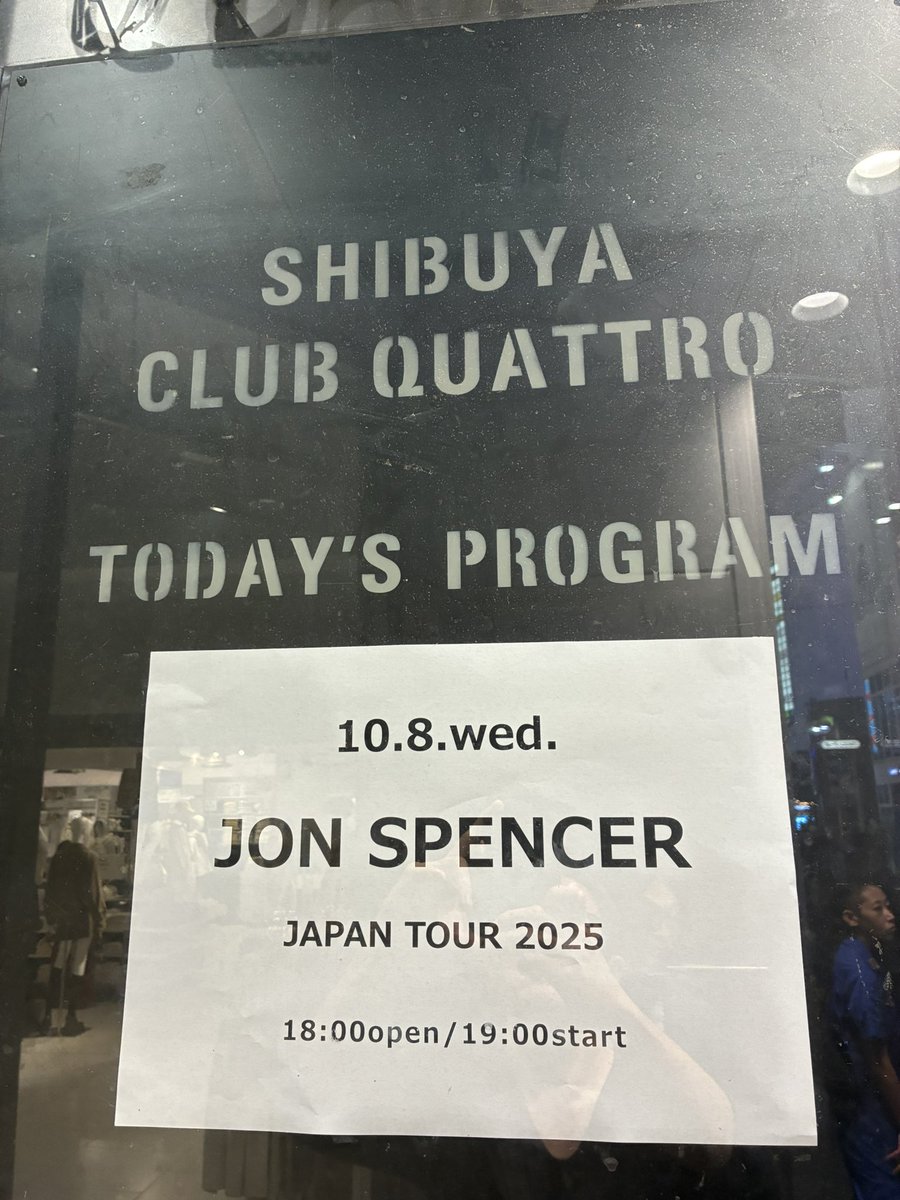 SHIBUYA
CLUB QUATTRO
TODAY'S PROGRAM
10.8.wed.
JON SPENCER
JAPAN TOUR 2025
18:00open/19:00start